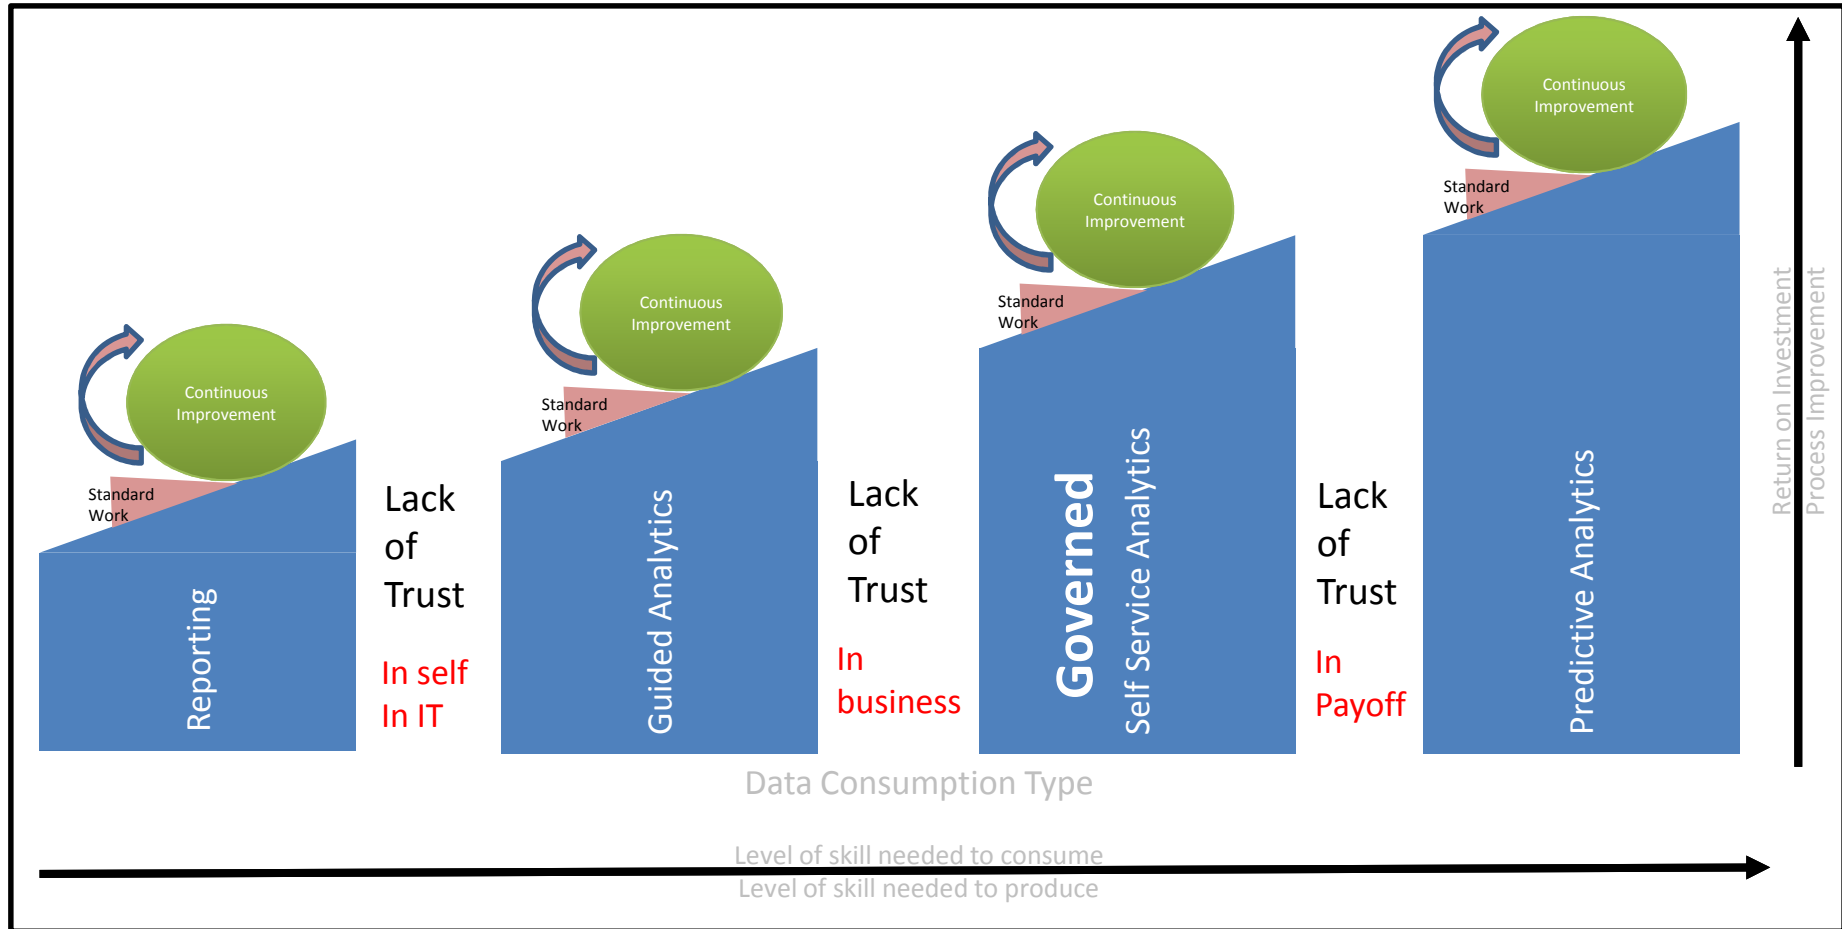 Continuous
Improvement
Standard
Work
Reporting
Lack
of
Trust
In self
In IT
Continuous
Improvement
Standard
Work
Guided Analytics
Lack
of
Trust
In
business
Continuous
Improvement
Standard
Work
Governed
Self Service Analytics
Lack
of
Trust
In
Payoff
Continuous
Improvement
Standard
Work
Predictive Analytics
Return on Investment
Process Improvement
Data Consumption Type
Level of skill needed to consume
Level of skill needed to produce